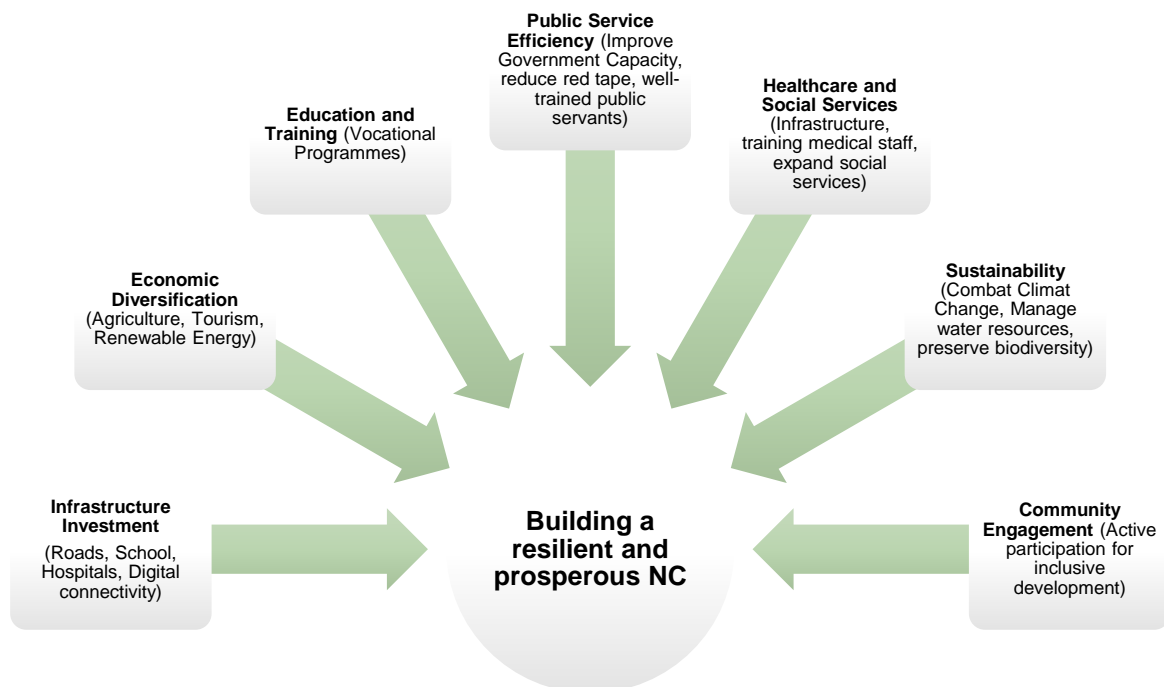 Public Service
Efficiency (Improve
Government Capacity,
reduce red tape, well-
trained public
servants)
Healthcare and
Social Services
(Infrastructure,
training medical staff,
expand social
services)
Education and
Training (Vocational
Programmes)
Economic
Diversification
(Agriculture, Tourism,
Renewable Energy)
Sustainability
(Combat Climat
Change, Manage
water resources,
preserve biodiversity)
Infrastructure
Investment
(Roads, School,
Hospitals, Digital
connectivity)
Building a
resilient and
prosperous NC
Community
Engagement (Active
participation for
inclusive
development)